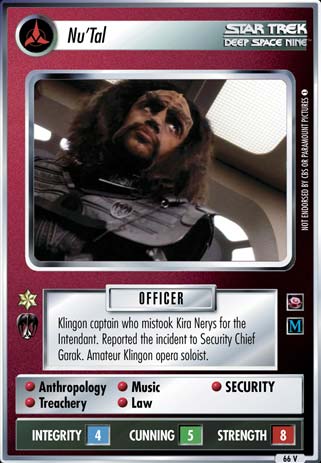 Nu'Tal
STAR TREK
DEEP SPACE NINE
NOT ENDORSED BY CBS OR PARAMOUNT PICTURES
OFFICER
Klingon captain who mistook Kira Nerys for the
Intendant. Reported the incident to Security Chief
Garak. Amateur Klingon opera soloist.
M
Anthropology Music SECURITY
Treachery Law
INTEGRITY 4 CUNNING 5 STRENGTH 8
66 V